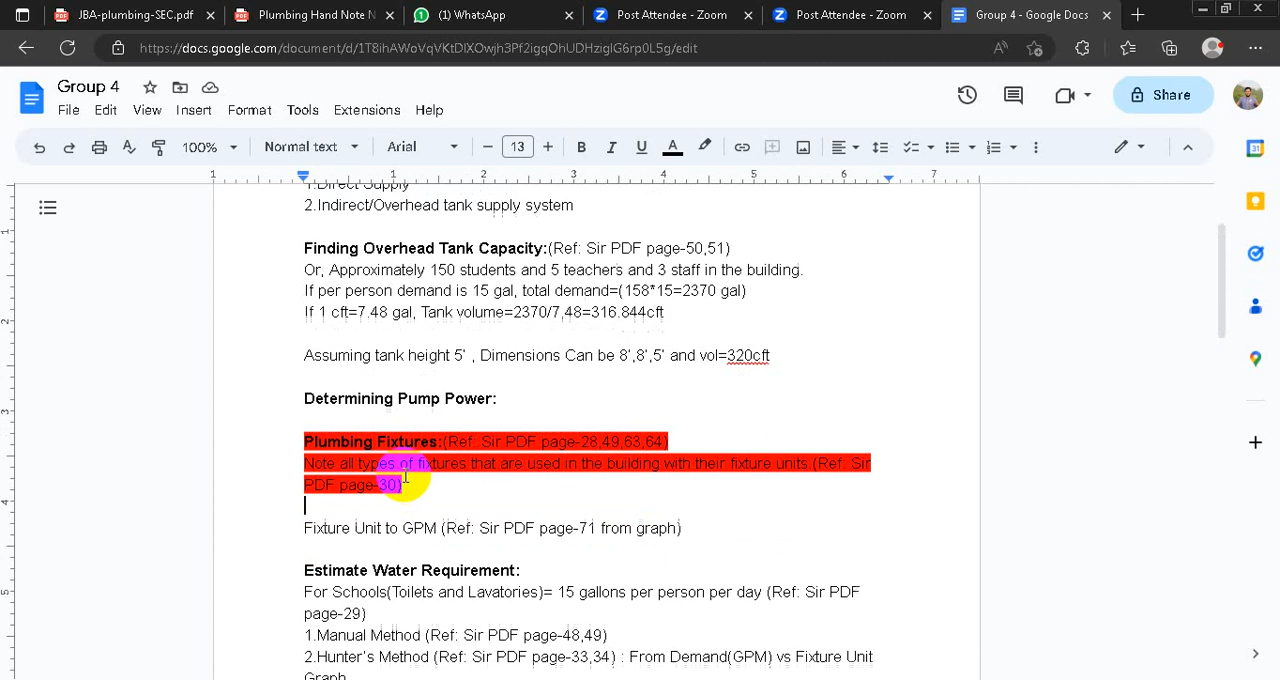 JBA-plumbing-SEC.pdf
Plumbing Hand Note N
(1) WhatsApp
Post Attendee - Zoom
Post Attendee - Zoom
Group 4 - Google Docs
https://docs.google.com/document/d/1T8ihAWoVqVKtDlXOwjh3Pf2igqOhUDHzigIG6rp0L5g/edit
Group 4
File Edit View Insert Format Tools Extensions Help
Share
100% Normal text Arial 13 B I U A
1 1 2 3 4 5 6 7
1.Direct Supply
2.Indirect/Overhead tank supply system
Finding Overhead Tank Capacity:(Ref: Sir PDF page-50,51)
Or, Approximately 150 students and 5 teachers and 3 staff in the building.
If per person demand is 15 gal, total demand=(158*15=2370 gal)
If 1 cft=7.48 gal, Tank volume=2370/7,48=316.844cft
Assuming tank height 5' , Dimensions Can be 8',8',5' and vol=320cft
Determining Pump Power:
Plumbing Fixtures:(Ref: Sir PDF page-28,49,63,64)
Note all types of fixtures that are used in the building with their fixture units.(Ref: Sir
PDF page-30)
Fixture Unit to GPM (Ref: Sir PDF page-71 from graph)
Estimate Water Requirement:
For Schools(Toilets and Lavatories)= 15 gallons per person per day (Ref: Sir PDF
page-29)
1.Manual Method (Ref: Sir PDF page-48,49)
2.Hunter's Method (Ref: Sir PDF page-33,34) : From Demand(GPM) vs Fixture Unit
Graph